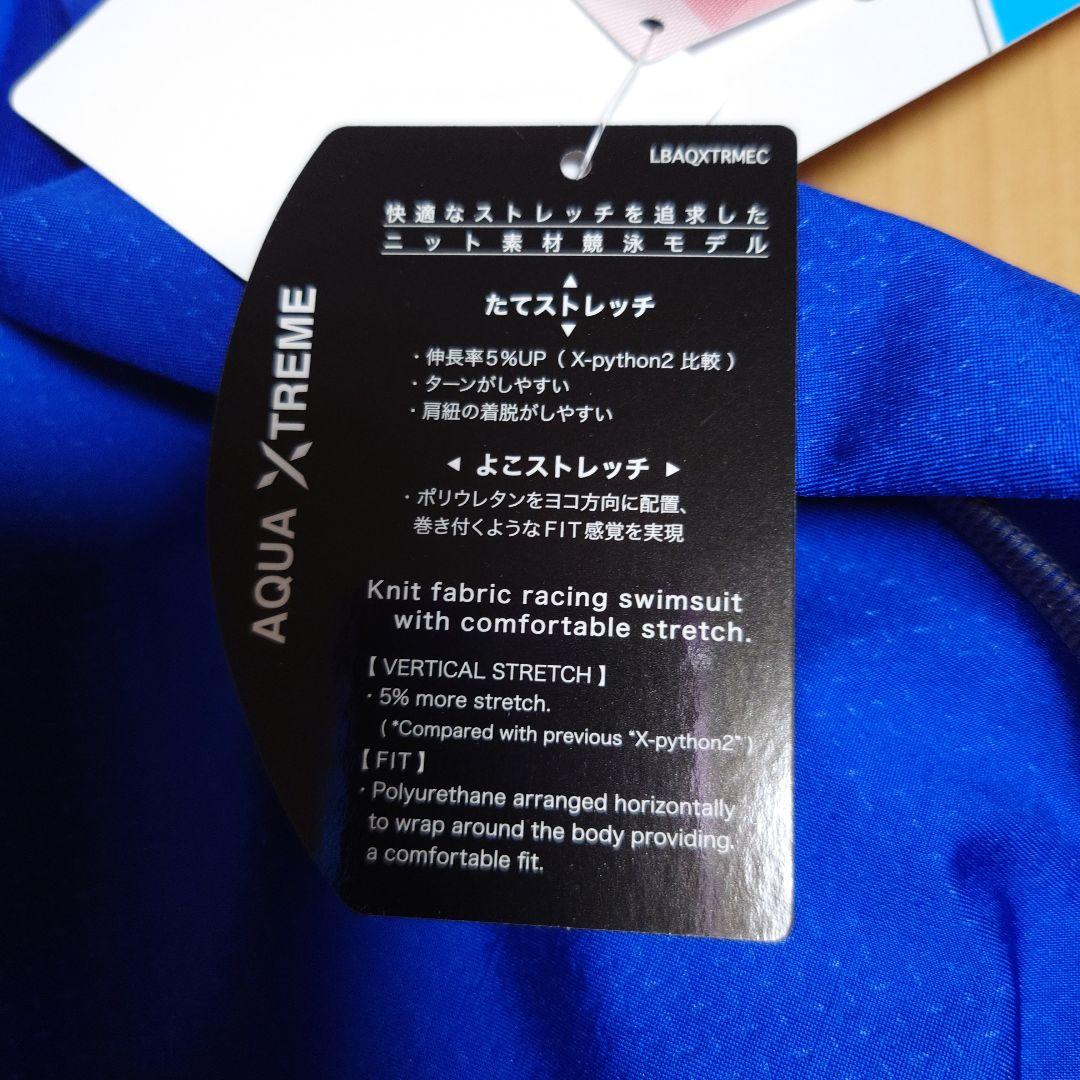 LBAQXTRMEC
快適なストレッチを追求した
ニット素材競泳モデル
AQUA XTREME
▲
たてストレッチ
▼
・伸長率5%UP（X-python2 比較）
・ターンがしやすい
・肩紐の着脱がしやすい
◀ よこストレッチ ▶
・ポリウレタンをヨコ方向に配置、
巻き付くようなFIT感覚を実現
Knit fabric racing swimsuit
with comfortable stretch.
【 VERTICAL STRETCH 】
・5% more stretch.
( *Compared with previous “X-python2” )
【 FIT 】
・Polyurethane arranged horizontally
to wrap around the body providing.
a comfortable fit.